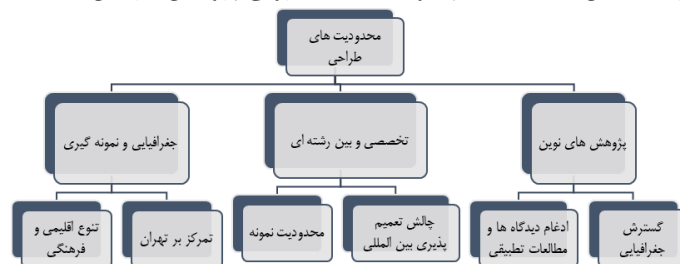 محدودیت های
طراحی
پژوهش های نوین
تخصصی و بین رشته ای
جغرافیایی و نمونه گیری
گسترش
جغرافیایی
ادغام دیدگاه ها و
مطالعات تطبیقی
چالش تعمیم
پذیری بین المللی
محدودیت نمونه
تمرکز بر تهران
تنوع اقلیمی و
فرهنگی